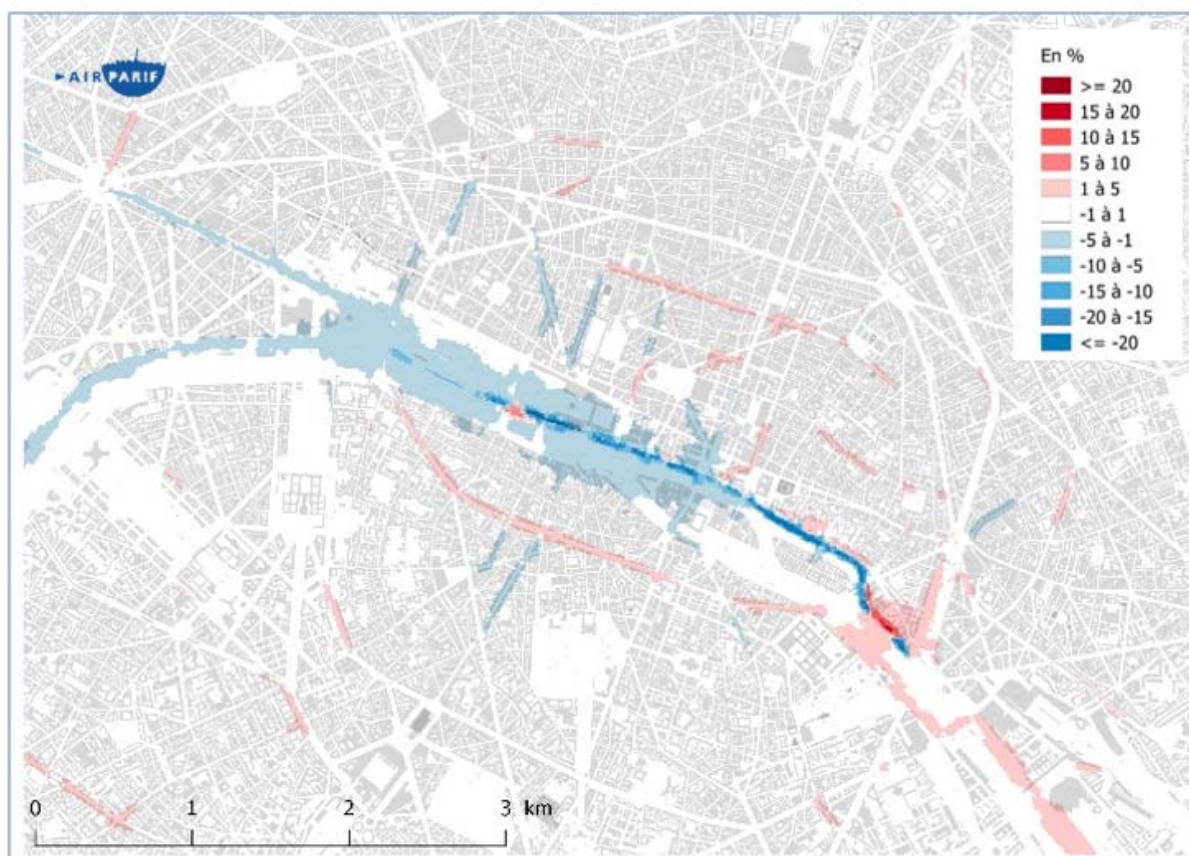 AIRPARIF
En %
>= 20
15 à 20
10 à 15
5 à 10
1 à 5
-1 à 1
-5 à -1
-10 à -5
-15 à -10
-20 à -15
<= -20
0 1 2 3 km